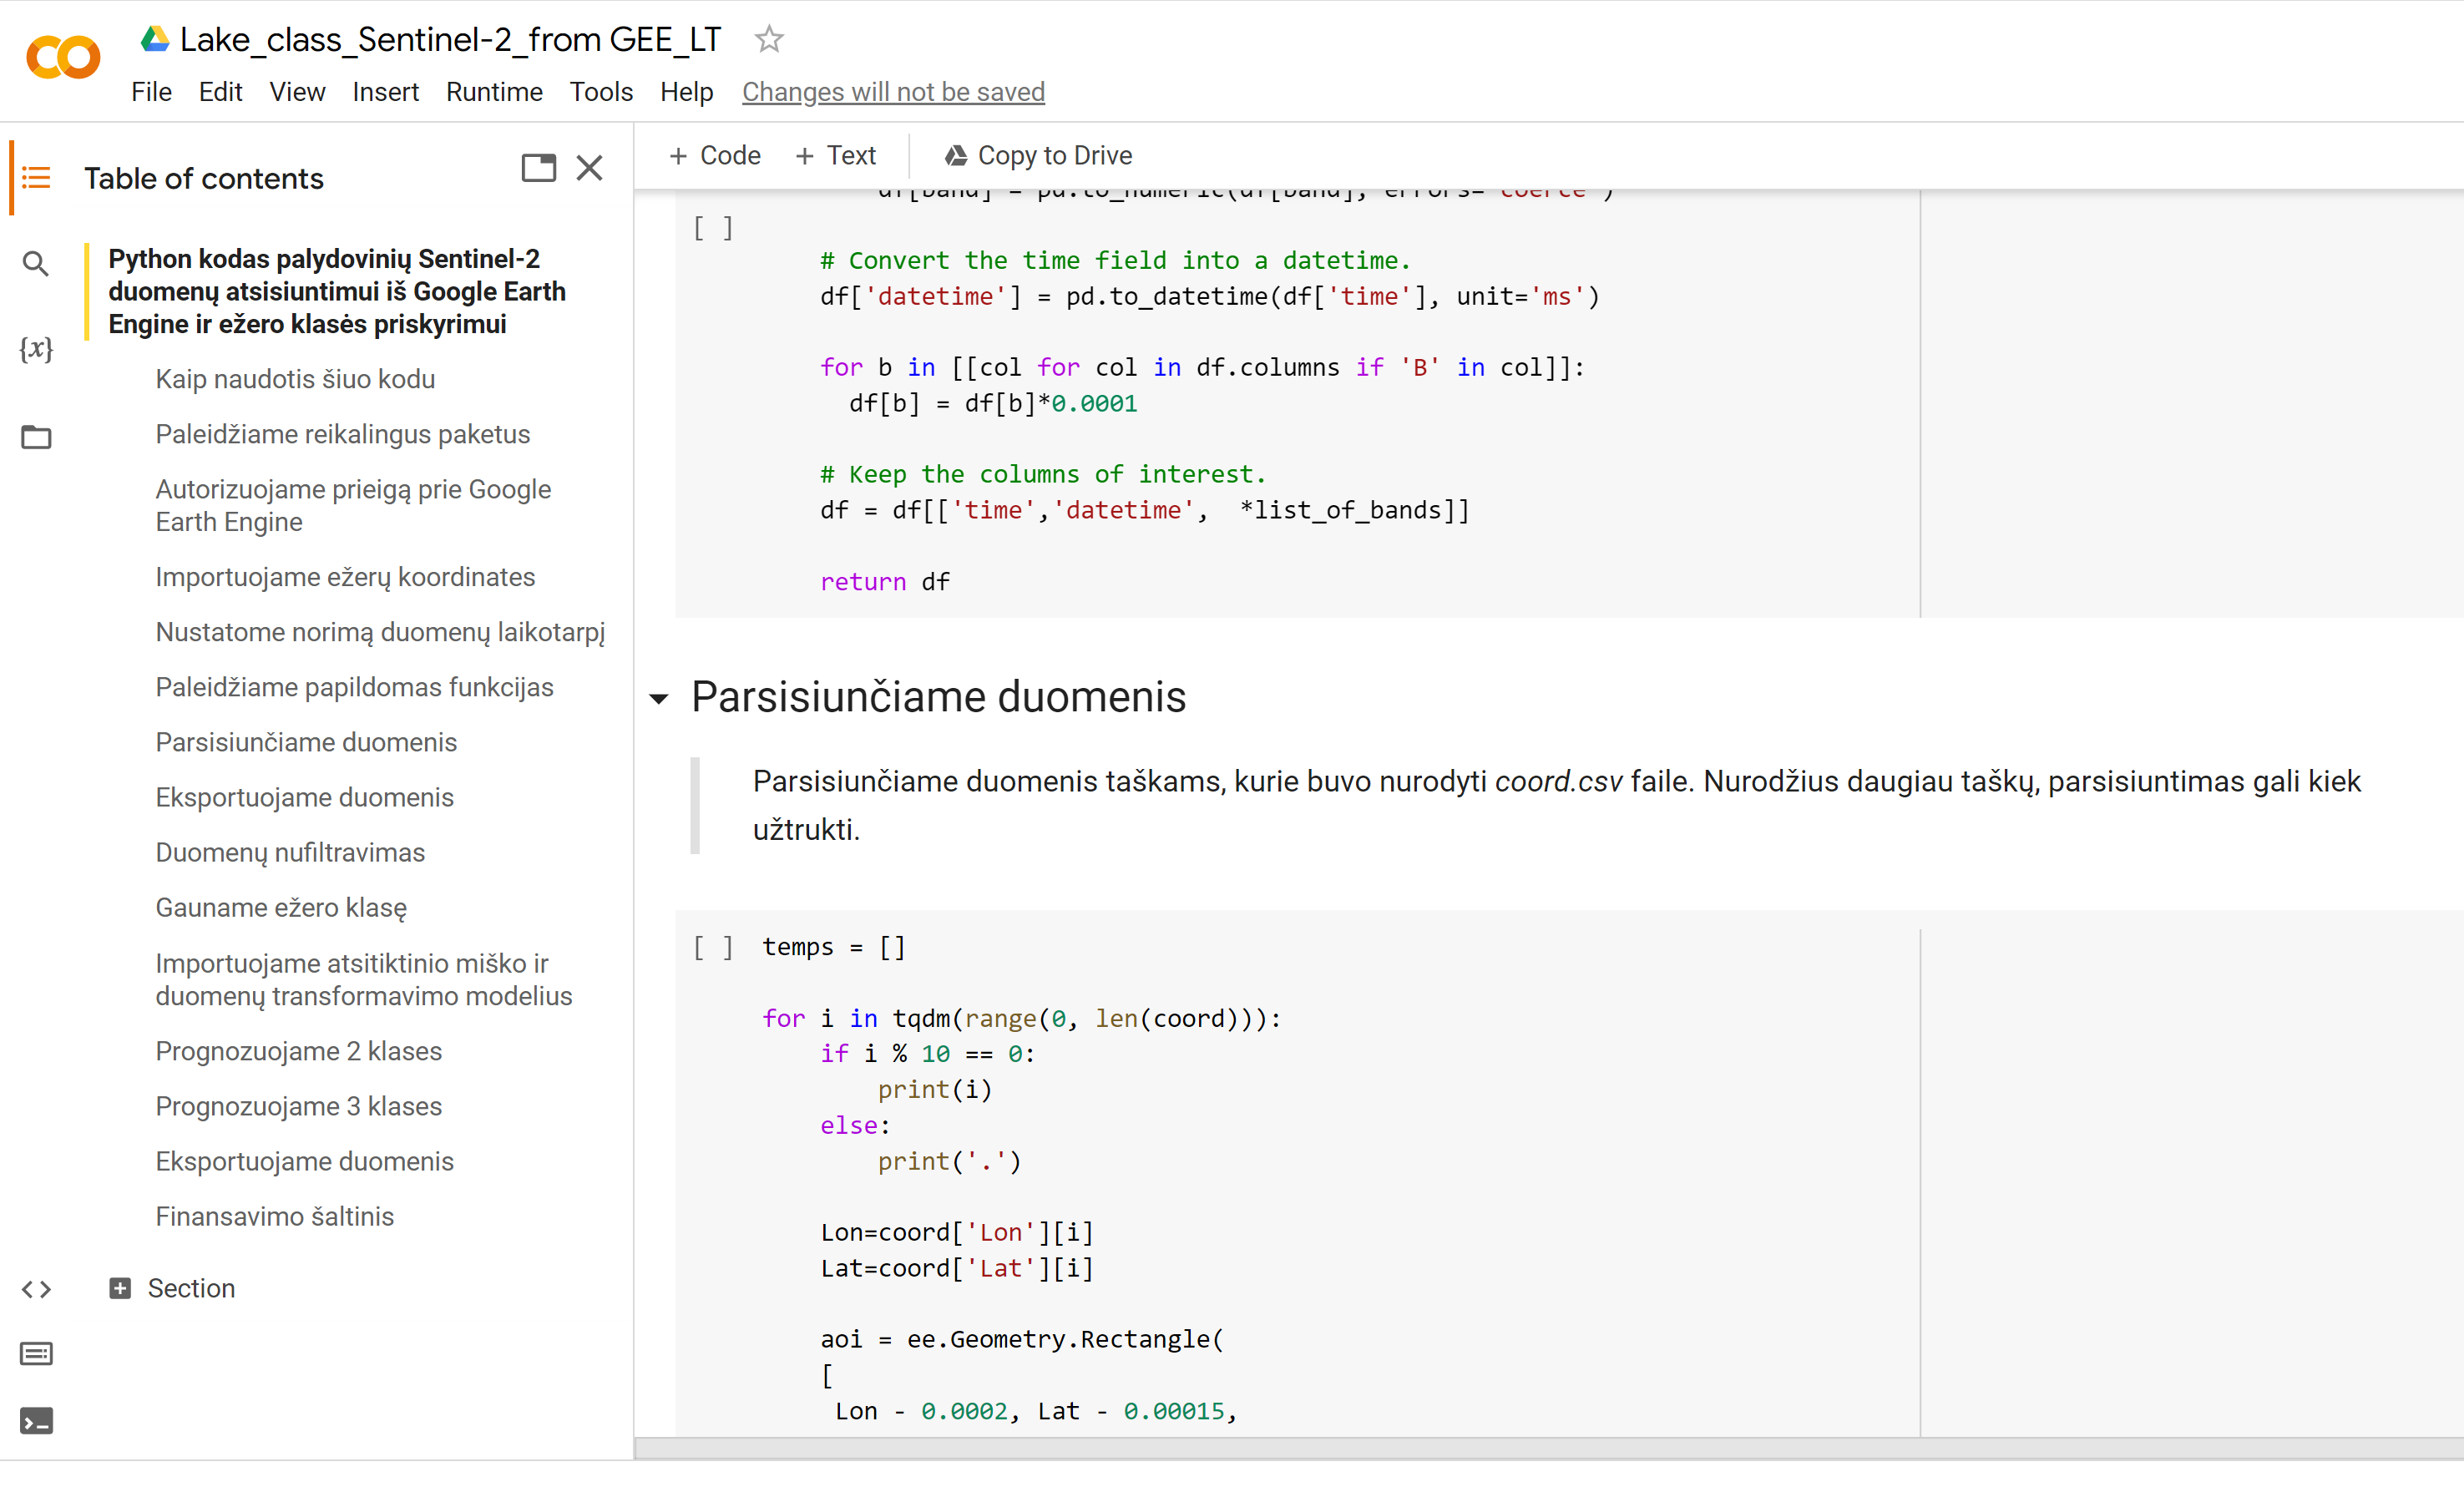 Lake_class_Sentinel-2_from GEE_LT
File Edit View Insert Runtime Tools Help Changes will not be saved
Table of contents
Python kodas palydovinių Sentinel-2
duomenų atsisiuntimui iš Google Earth
Engine ir ežero klasės priskyrimui
Kaip naudotis šiuo kodu
Paleidžiame reikalingus paketus
Autorizuojame prieigą prie Google
Earth Engine
Importuojame ežerų koordinates
Nustatome norimą duomenų laikotarpį
Paleidžiame papildomas funkcijas
Parsisiunčiame duomenis
Eksportuojame duomenis
Duomenų nufiltravimas
Gauname ežero klasę
Importuojame atsitiktinio miško ir
duomenų transformavimo modelius
Prognozuojame 2 klases
Prognozuojame 3 klases
Eksportuojame duomenis
Finansavimo šaltinis
Section
{x}
+ Code + Text Copy to Drive
df[band] = pd.to_numeric(df[band], errors='coerce')
[ ]
# Convert the time field into a datetime.
df['datetime'] = pd.to_datetime(df['time'], unit='ms')
for b in [[col for col in df.columns if 'B' in col]]:
df[b] = df[b]*0.0001
# Keep the columns of interest.
df = df[['time','datetime',  *list_of_bands]]
return df
Parsisiunčiame duomenis
Parsisiunčiame duomenis taškams, kurie buvo nurodyti coord.csv faile. Nurodžius daugiau taškų, parsisiuntimas gali kiek
užtrukti.
[ ] temps = []
for i in tqdm(range(0, len(coord))):
if i % 10 == 0:
print(i)
else:
print('.')
Lon=coord['Lon'][i]
Lat=coord['Lat'][i]
aoi = ee.Geometry.Rectangle(
[
Lon - 0.0002, Lat - 0.00015,